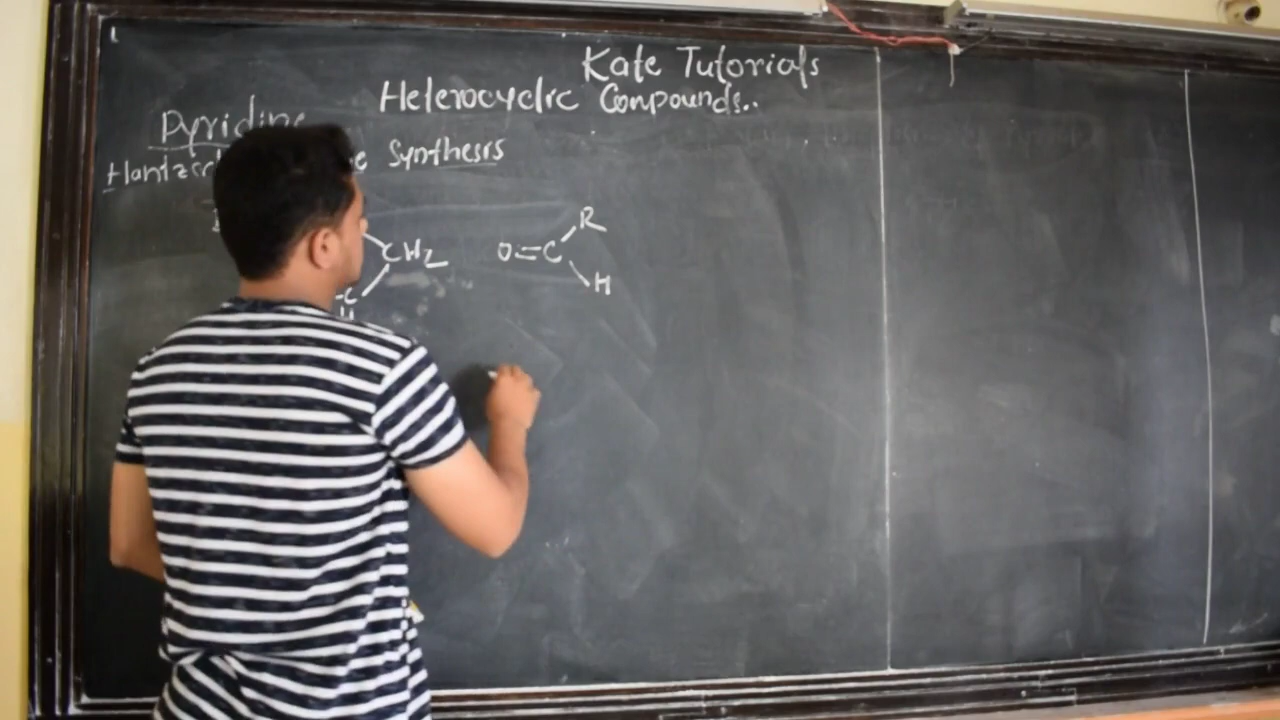 Kate Tutorials
Heterocyclic Compounds..
Pyridine
Synthesis
CH2
O=C
R
H
C